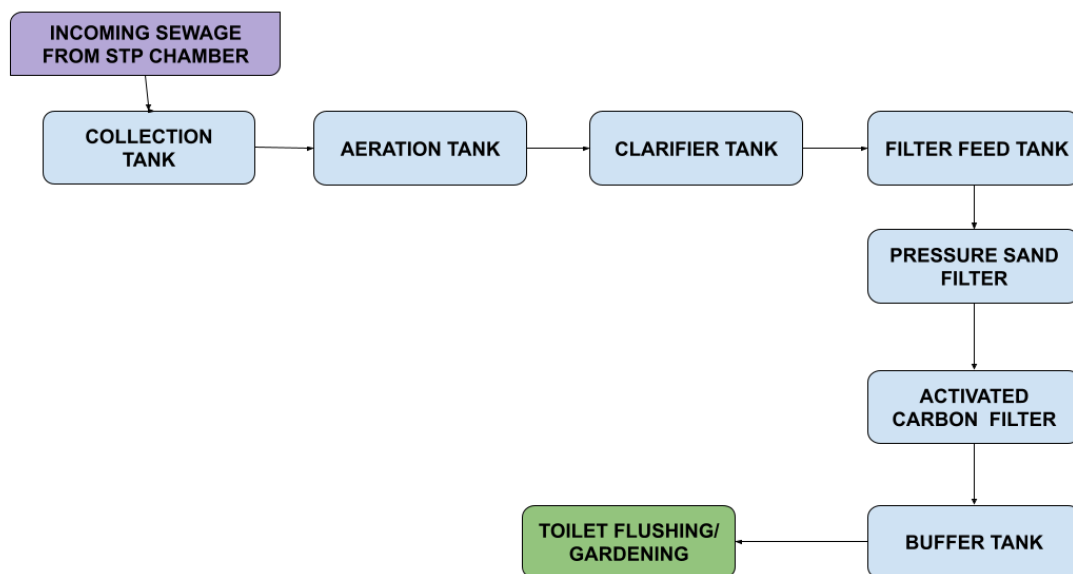 INCOMING SEWAGE
FROM STP CHAMBER
COLLECTION
TANK
AERATION TANK
CLARIFIER TANK
FILTER FEED TANK
PRESSURE SAND
FILTER
ACTIVATED
CARBON FILTER
BUFFER TANK
TOILET FLUSHING/
GARDENING